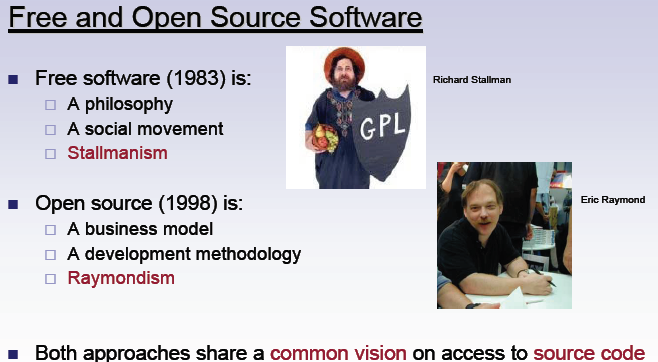 Free and Open Source Software
Free software (1983) is:
A philosophy
A social movement
Stallmanism
GPL
Richard Stallman
Open source (1998) is:
A business model
A development methodology
Raymondism
Eric Raymond
Both approaches share a common vision on access to source code